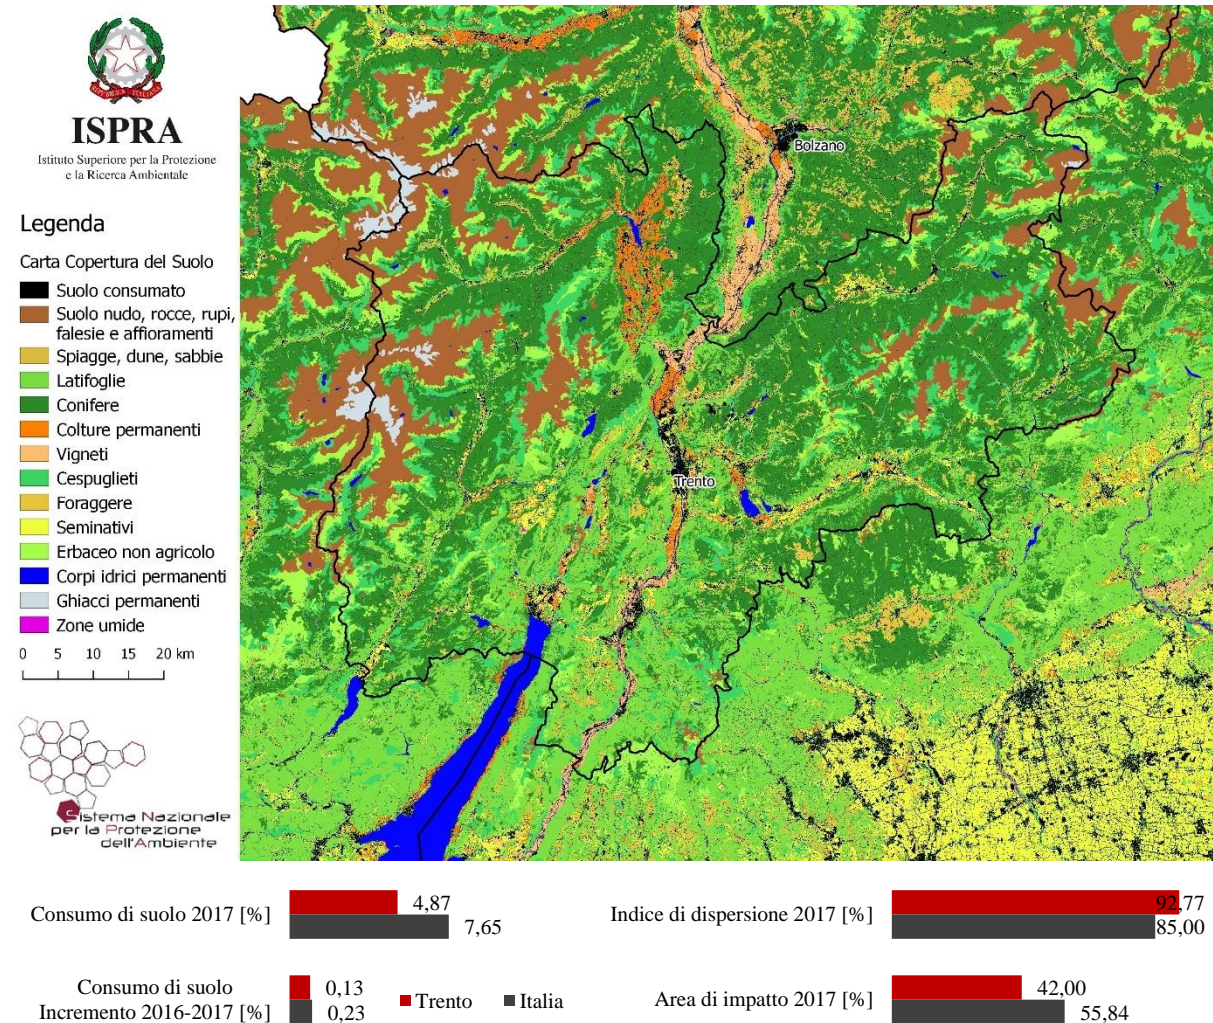 ISPRA
Istituto Superiore per la Protezione
e la Ricerca Ambientale
Legenda
Carta Copertura del Suolo
Suolo consumato
Suolo nudo, rocce, rupi,
falesie e affioramenti
Spiagge, dune, sabbie
Latifoglie
Conifere
Colture permanenti
Vigneti
Cespuglieti
Foraggere
Seminativi
Erbaceo non agricolo
Corpi idrici permanenti
Ghiacci permanenti
Zone umide
0 5 10 15 20 km
Sistema Nazionale
per la Protezione
dell'Ambiente
Bolzano
Trento
Consumo di suolo 2017 [%]
4,87
7,65
Indice di dispersione 2017 [%]
92,77
85,00
Consumo di suolo
Incremento 2016-2017 [%]
0,13
0,23
Trento
Italia
Area di impatto 2017 [%]
42,00
55,84